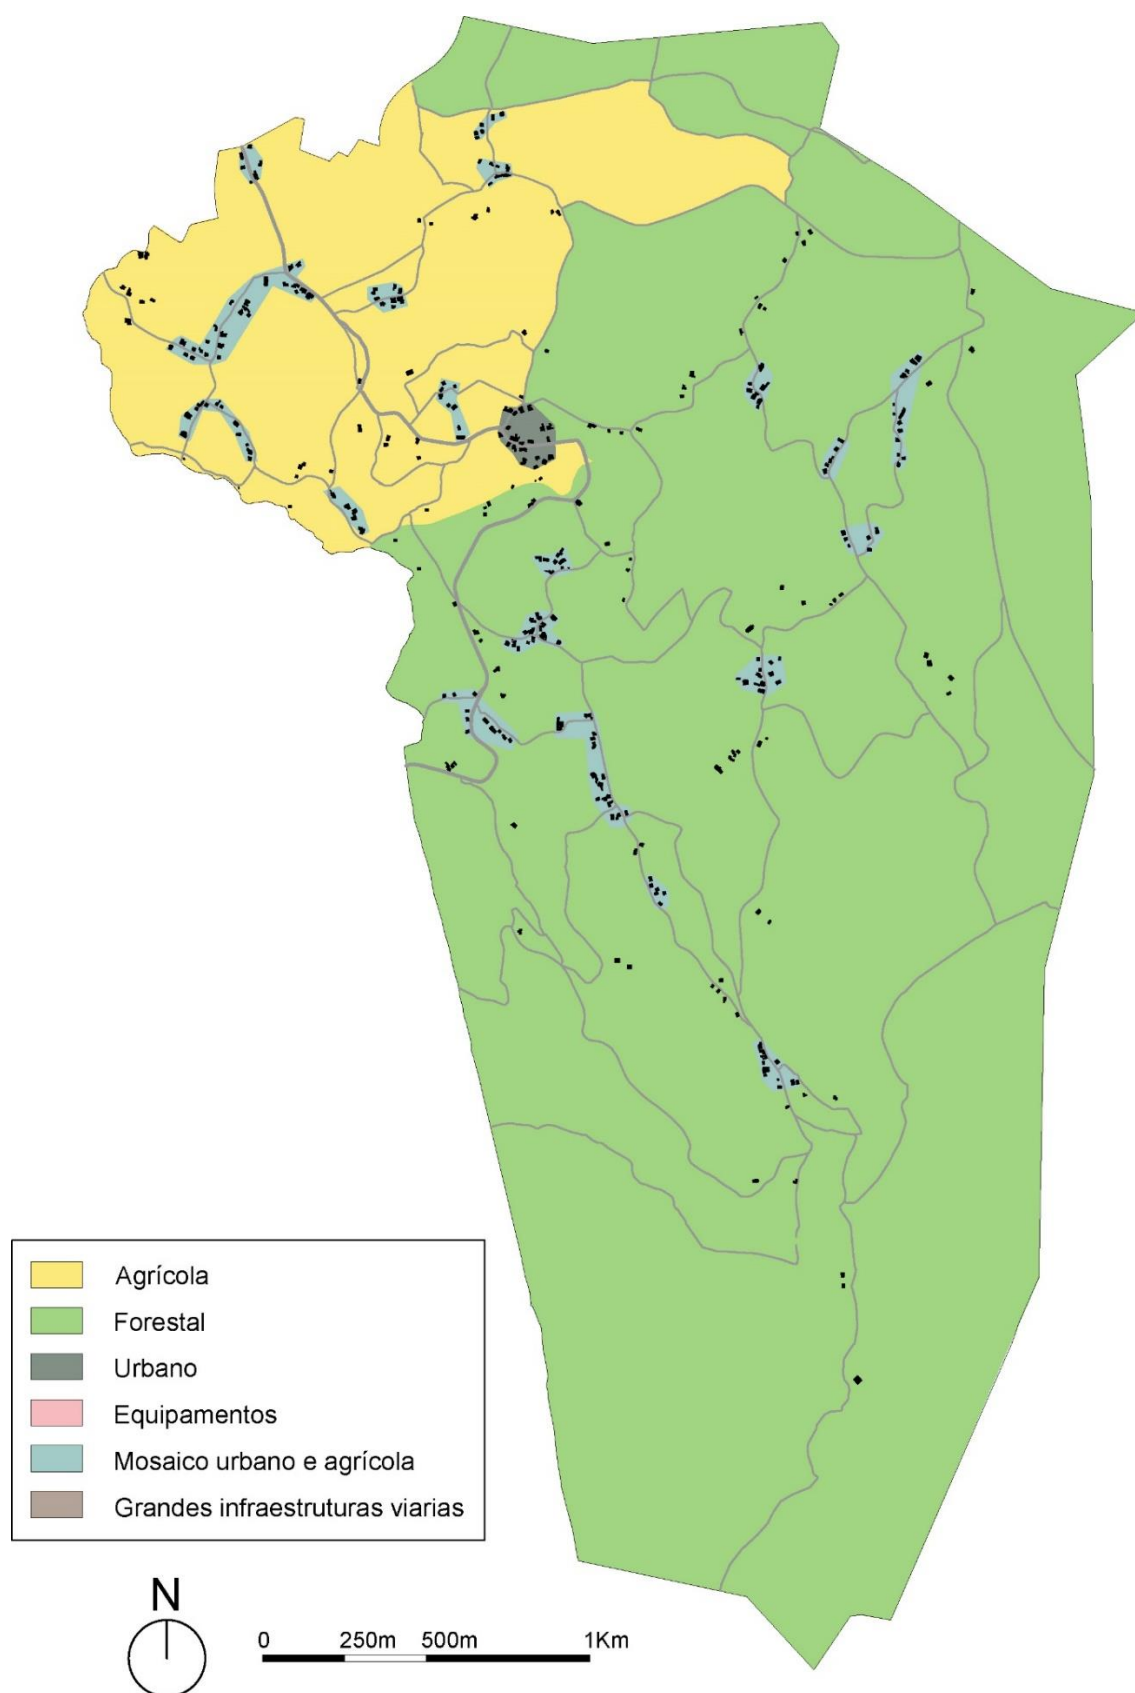 Agrícola
Forestal
Urbano
Equipamentos
Mosaico urbano e agrícola
Grandes infraestruturas viarias
N
0 250m 500m 1Km